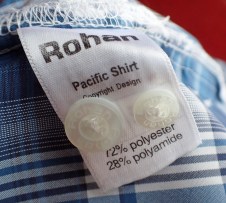 Rohan
Pacific Shirt
Copyright Design
72% polyester
28% polyamide